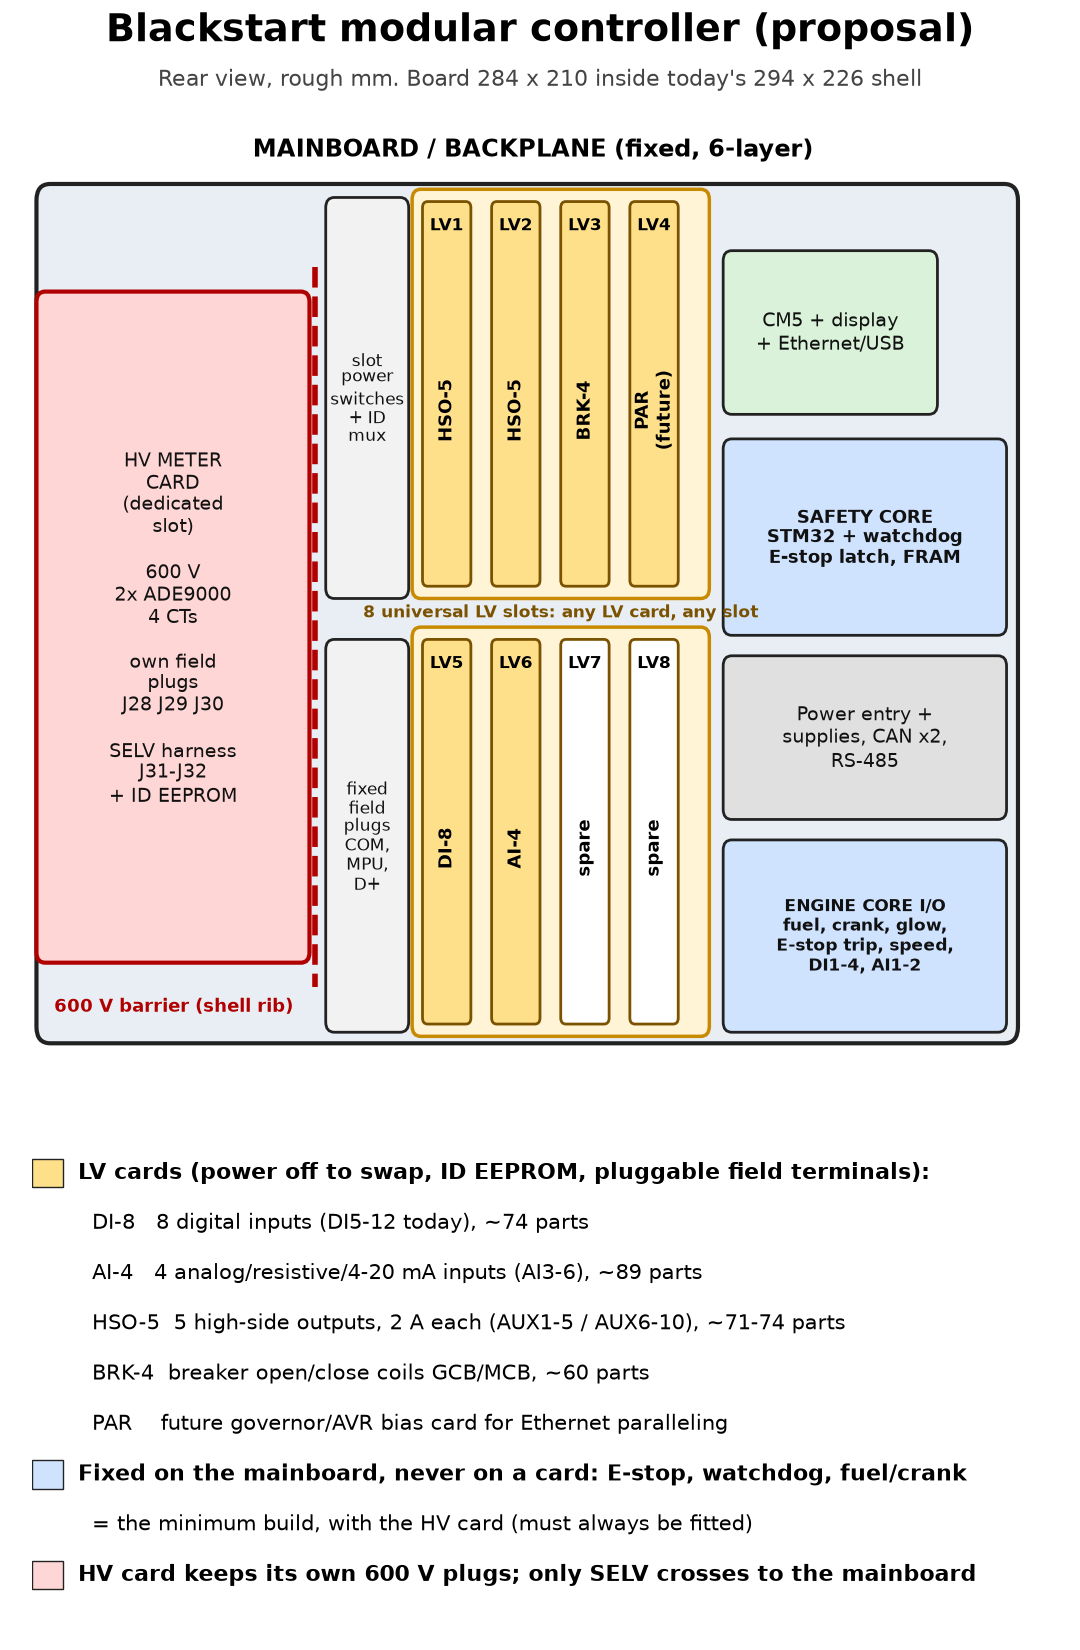 Blackstart modular controller (proposal)
Rear view, rough mm. Board 284 x 210 inside today's 294 x 226 shell
MAINBOARD / BACKPLANE (fixed, 6-layer)
HV METER
CARD
(dedicated
slot)
600 V
2x ADE9000
4 CTs
own field
plugs
J28 J29 J30
SELV harness
J31-J32
+ ID EEPROM
600 V barrier (shell rib)
slot
power
switches
+ ID
mux
fixed
field
plugs
COM,
MPU,
D+
LV1
HSO-5
LV2
HSO-5
LV3
BRK-4
LV4
PAR
(future)
8 universal LV slots: any LV card, any slot
LV5
DI-8
LV6
AI-4
LV7
spare
LV8
spare
CM5 + display
+ Ethernet/USB
SAFETY CORE
STM32 + watchdog
E-stop latch, FRAM
Power entry +
supplies, CAN x2,
RS-485
ENGINE CORE I/O
fuel, crank, glow,
E-stop trip, speed,
DI1-4, AI1-2
LV cards (power off to swap, ID EEPROM, pluggable field terminals):
DI-8 8 digital inputs (DI5-12 today), ~74 parts
AI-4 4 analog/resistive/4-20 mA inputs (AI3-6), ~89 parts
HSO-5 5 high-side outputs, 2 A each (AUX1-5 / AUX6-10), ~71-74 parts
BRK-4 breaker open/close coils GCB/MCB, ~60 parts
PAR future governor/AVR bias card for Ethernet paralleling
Fixed on the mainboard, never on a card: E-stop, watchdog, fuel/crank
= the minimum build, with the HV card (must always be fitted)
HV card keeps its own 600 V plugs; only SELV crosses to the mainboard